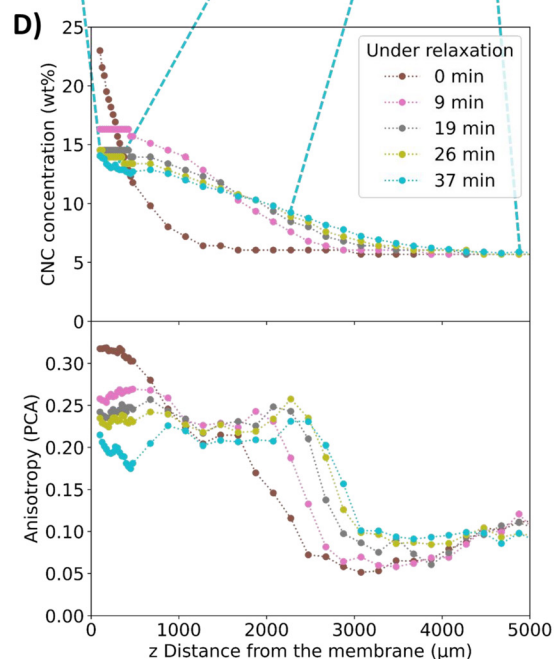 D)
25
20
15
10
5
0
CNC concentration (wt%)
Under relaxation
0 min
9 min
19 min
26 min
37 min
0.30
0.25
0.20
0.15
0.10
0.05
0.00
Anisotropy (PCA)
0 1000 2000 3000 4000 5000
z Distance from the membrane (μm)